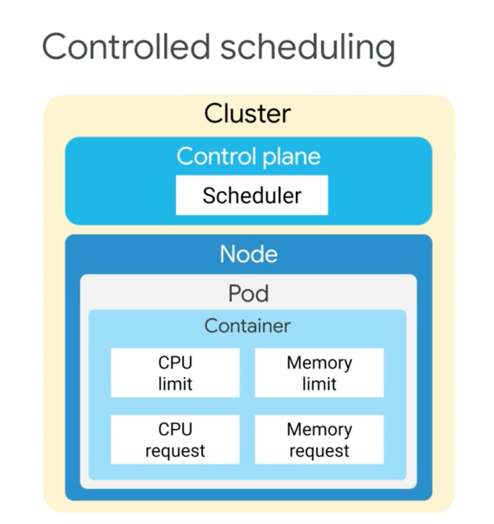 Controlled scheduling
Cluster
Control plane
Scheduler
Node
Pod
Container
CPU
limit
Memory
limit
CPU
request
Memory
request